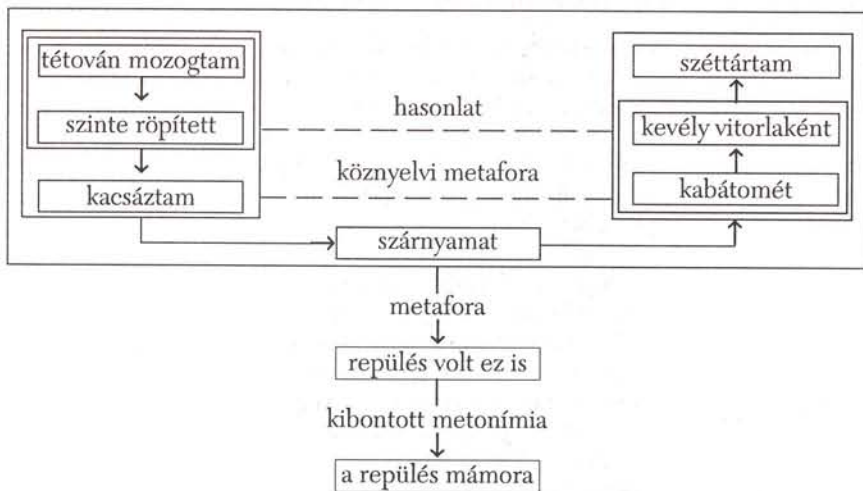 tétován mozogtam
széttártam
hasonlat
szinte röpített
kevély vitorlaként
köznyelvi metafora
kacsáztam
kabátomét
szárnyamat
metafora
repülés volt ez is
kibontott metonímia
a repülés mámora